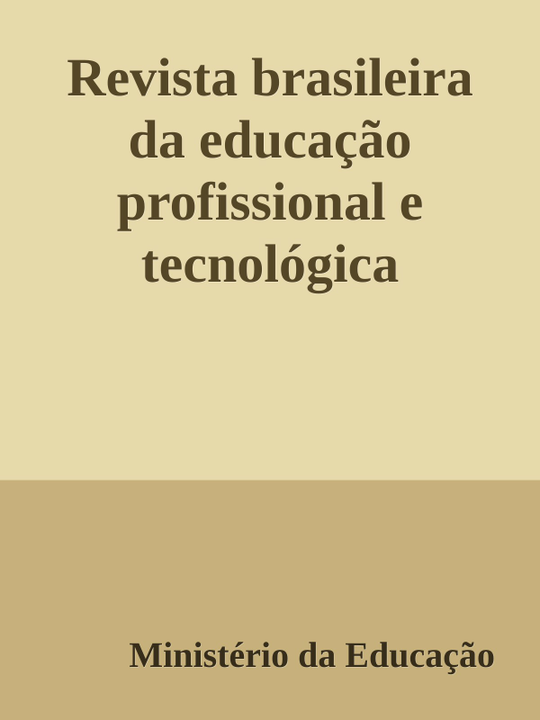 Revista brasileira
da educação
profissional e
tecnológica
Ministério da Educação